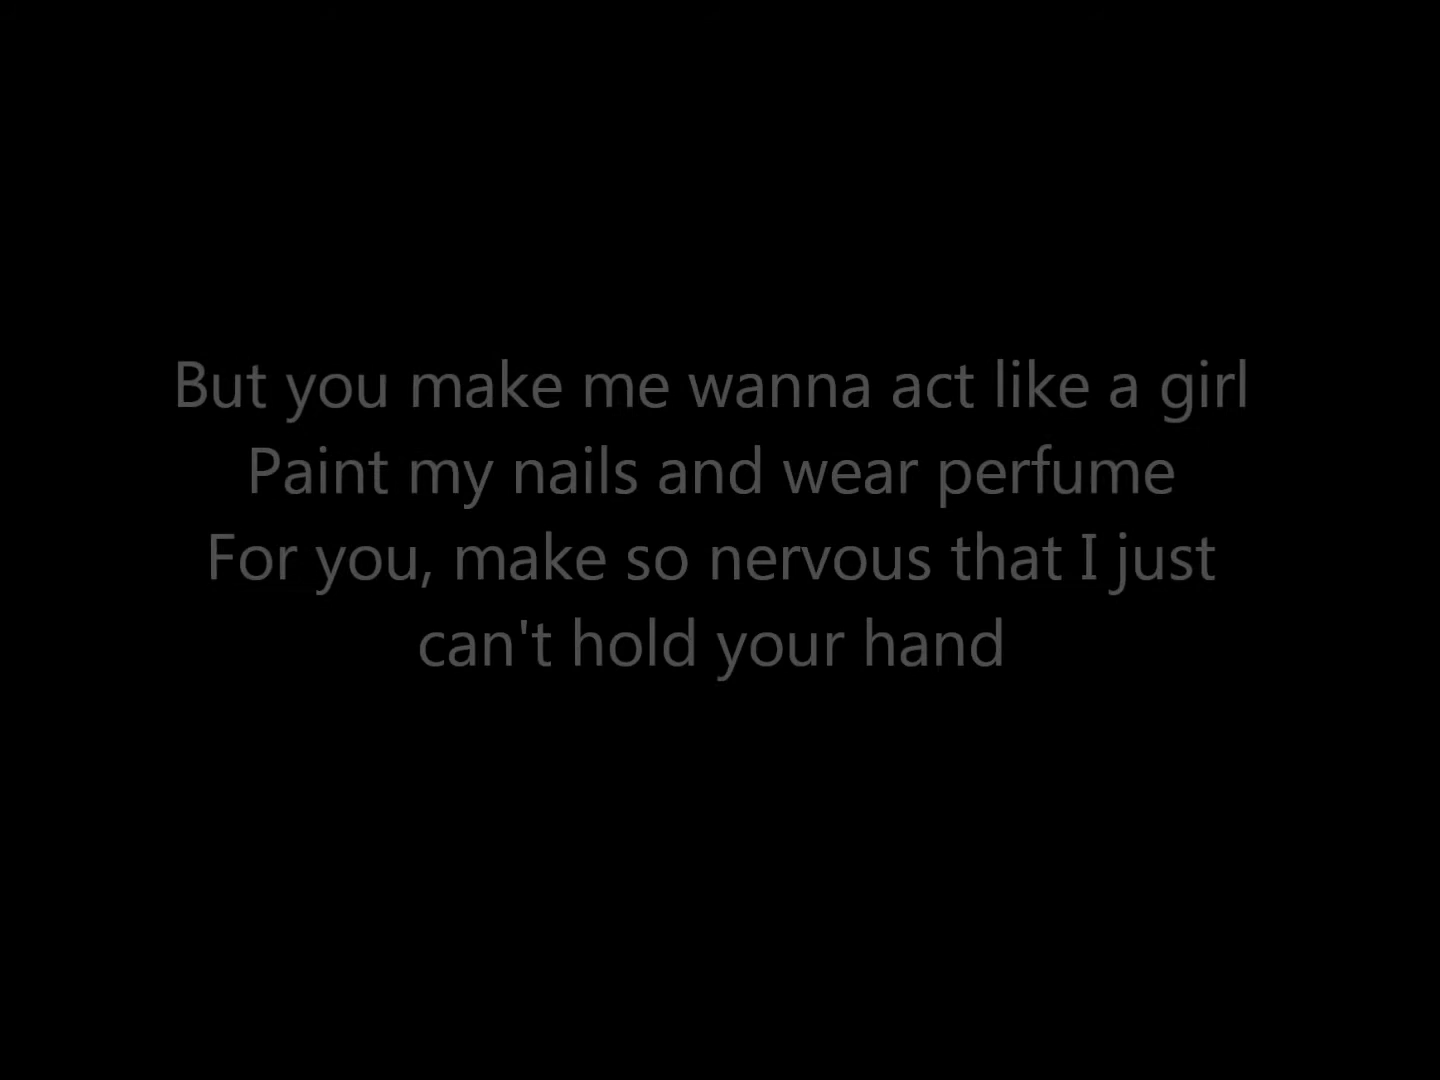 But you make me wanna act like a girl
Paint my nails and wear perfume
For you, make so nervous that I just
can't hold your hand